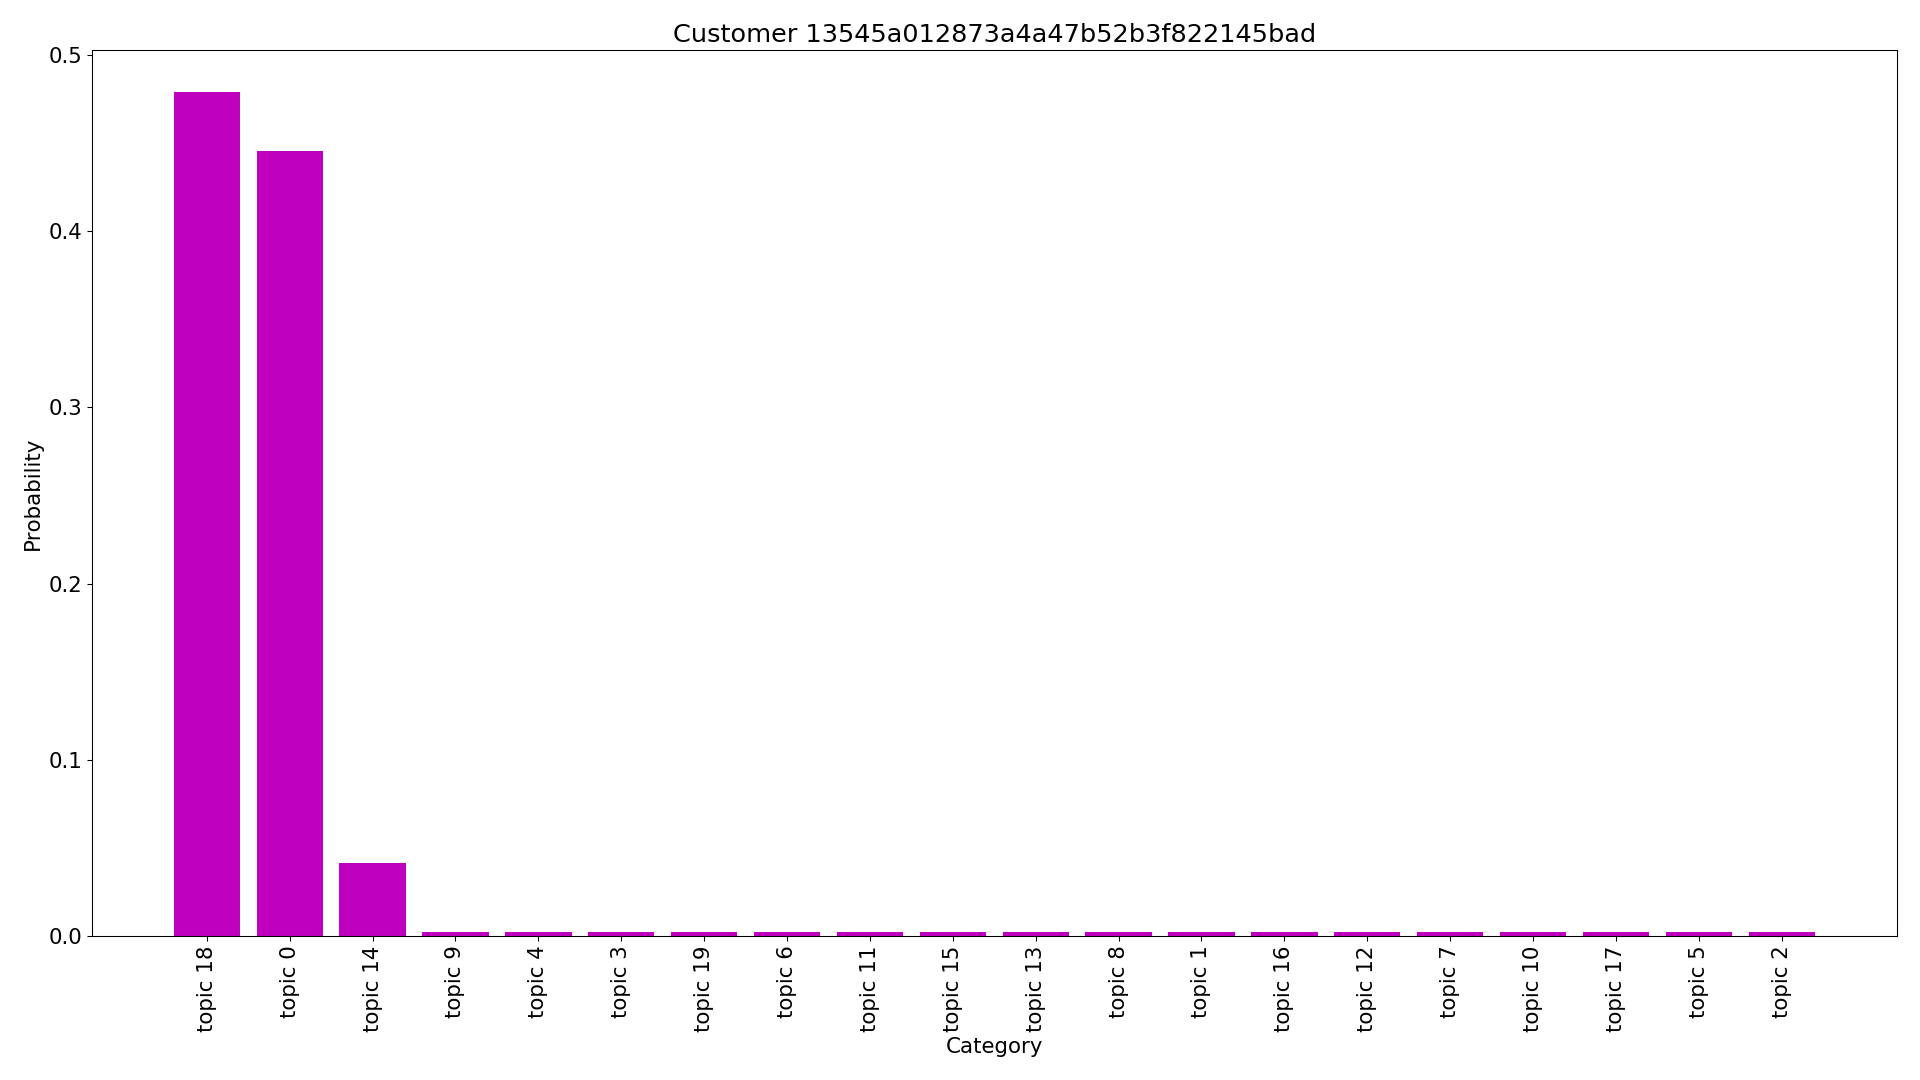 Customer 13545a012873a4a47b52b3f822145bad
Probability
0.5
0.4
0.3
0.2
0.1
0.0
topic 18
topic 0
topic 14
topic 9
topic 4
topic 3
topic 19
topic 6
topic 11
topic 15
topic 13
topic 8
topic 1
topic 16
topic 12
topic 7
topic 10
topic 17
topic 5
topic 2
Category